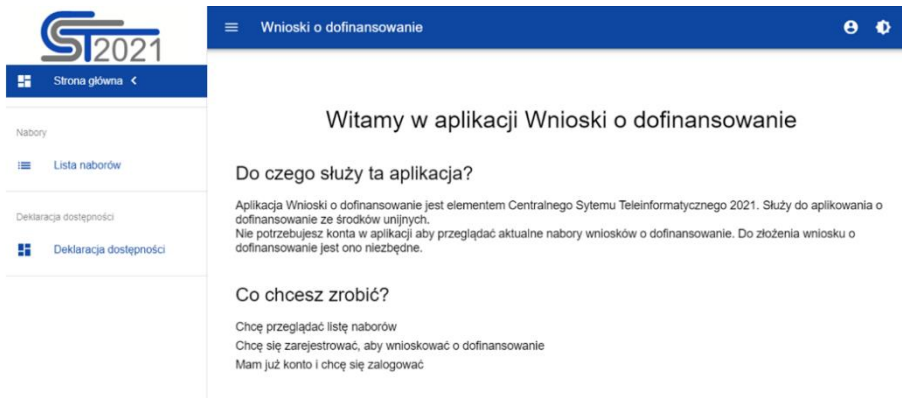 CST2021
Strona główna
Nabory
Lista naborów
Deklaracja dostępności
Deklaracja dostępności
Wnioski o dofinansowanie
Witamy w aplikacji Wnioski o dofinansowanie
Do czego służy ta aplikacja?
Aplikacja Wnioski o dofinansowanie jest elementem Centralnego Sytemu Teleinformatycznego 2021. Służy do aplikowania o
dofinansowanie ze środków unijnych.
Nie potrzebujesz konta w aplikacji aby przeglądać aktualne nabory wniosków o dofinansowanie. Do złożenia wniosku o
dofinansowanie jest ono niezbędne.
Co chcesz zrobić?
Chcę przeglądać listę naborów
Chcę się zarejestrować, aby wnioskować o dofinansowanie
Mam już konto i chcę się zalogować